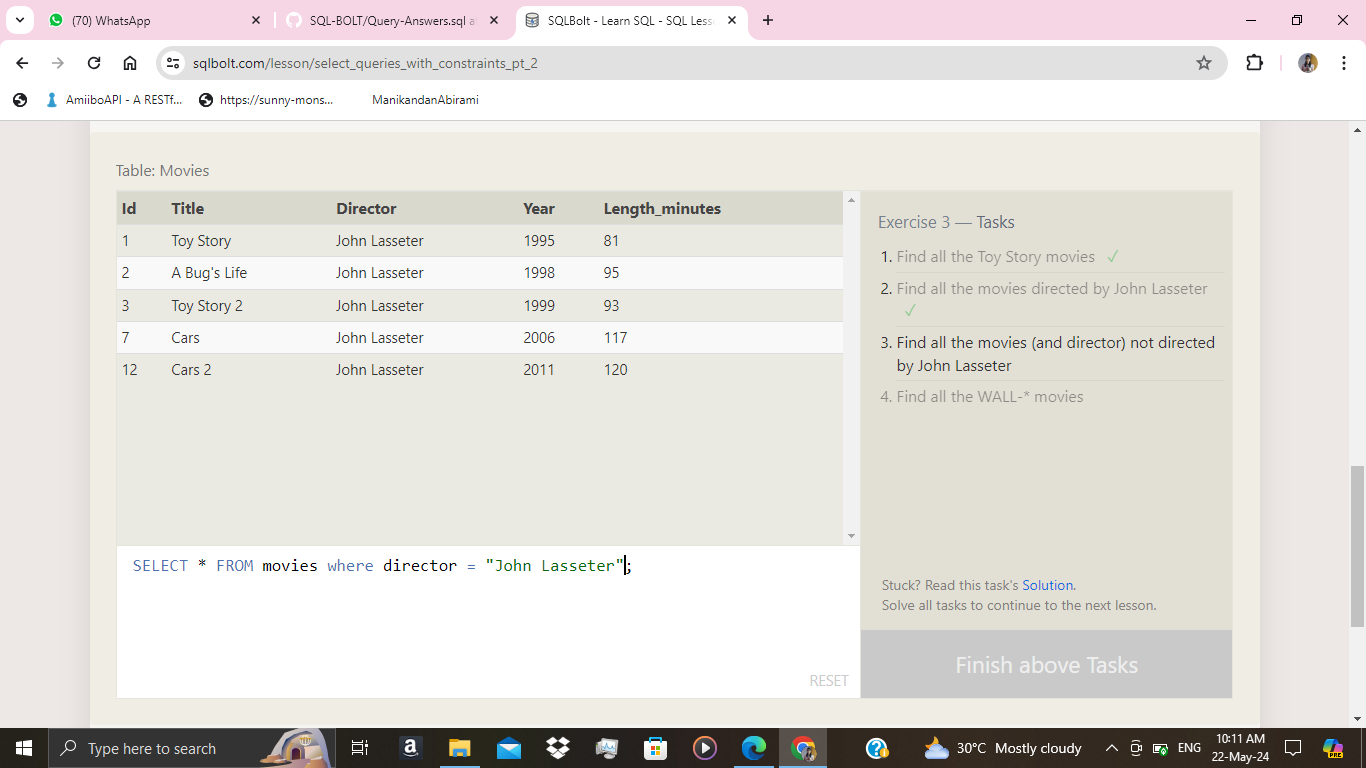 (70) WhatsApp
SQL-BOLT/Query-Answers.sql a
SQLBolt - Learn SQL - SQL Less
sqlbolt.com/lesson/select_queries_with_constraints_pt_2
AmiiboAPI - A RESTf...
https://sunny-mons...
ManikandanAbirami
Table: Movies
Id Title Director Year Length_minutes
1 Toy Story John Lasseter 1995 81
2 A Bug's Life John Lasseter 1998 95
3 Toy Story 2 John Lasseter 1999 93
7 Cars John Lasseter 2006 117
12 Cars 2 John Lasseter 2011 120
SELECT * FROM movies where director = "John Lasseter";
RESET
Exercise 3 — Tasks
1. Find all the Toy Story movies ✓
2. Find all the movies directed by John Lasseter
✓
3. Find all the movies (and director) not directed
by John Lasseter
4. Find all the WALL-* movies
Stuck? Read this task's Solution.
Solve all tasks to continue to the next lesson.
Finish above Tasks
Type here to search
30°C Mostly cloudy
ENG
10:11 AM
22-May-24
PRE